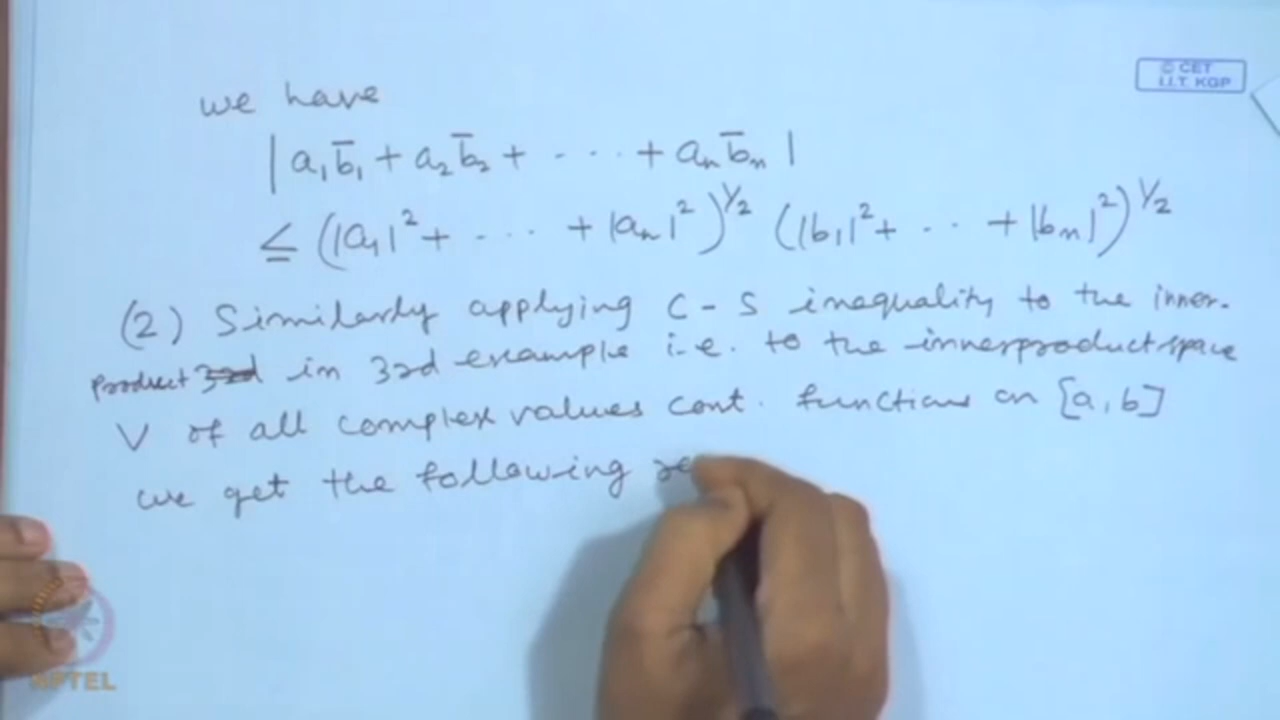 © CET
I.I.T. KGP
we have
| a₁b̄₁ + a₂b̄₂ + ⋯ + aₙb̄ₙ |
≤ (|a₁|² + ⋯ + |aₙ|²)^{1/2} (|b₁|² + ⋯ + |bₙ|²)^{1/2}
(2) Similarly applying C-S inequality to the inner.
product in 3rd example i.e. to the innerproduct space
V of all complex values cont. functions on [a, b]
we get the following
NPTEL